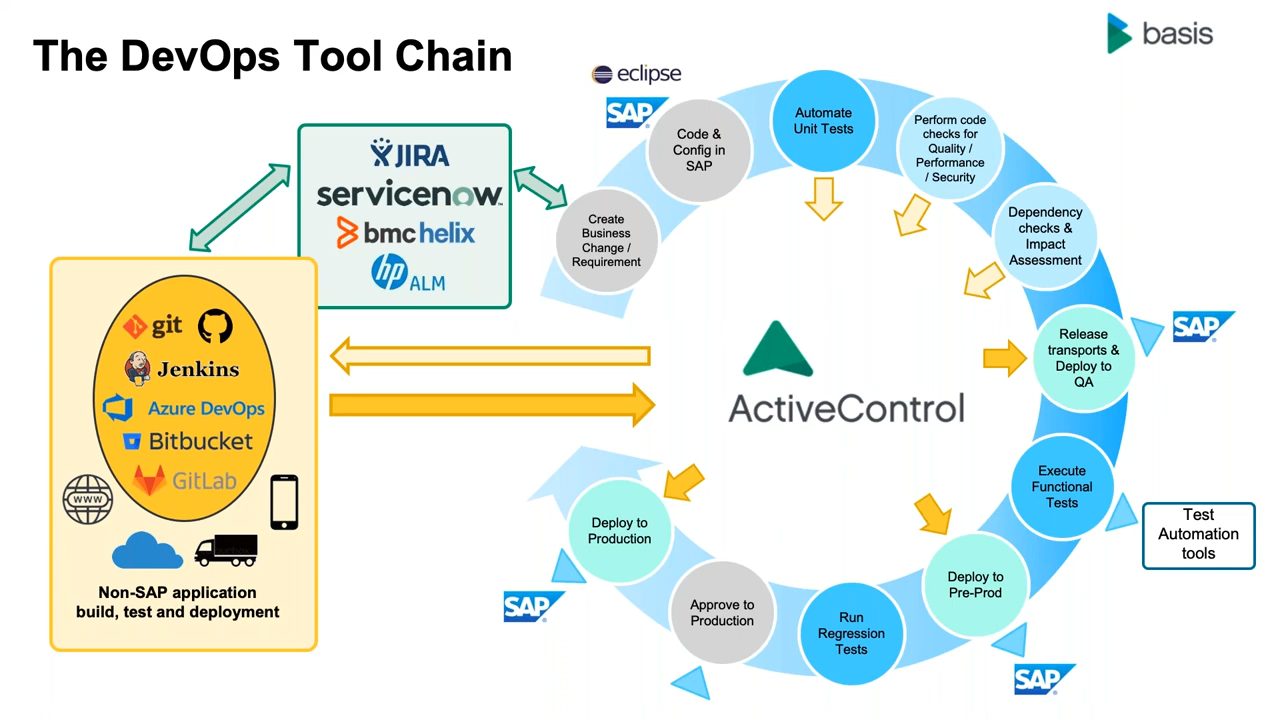 The DevOps Tool Chain
basis
eclipse
SAP
JIRA
servicenow™
bmc helix
hp ALM
git
Jenkins
Azure DevOps
Bitbucket
GitLab
www
Non-SAP application
build, test and deployment
Create
Business
Change /
Requirement
Code &
Config in
SAP
Automate
Unit Tests
Perform code
checks for
Quality /
Performance
/ Security
Dependency
checks &
Impact
Assessment
Release
transports &
Deploy to
QA
SAP
Execute
Functional
Tests
Test
Automation
tools
Deploy to
Pre-Prod
SAP
Run
Regression
Tests
Approve to
Production
Deploy to
Production
SAP
ActiveControl